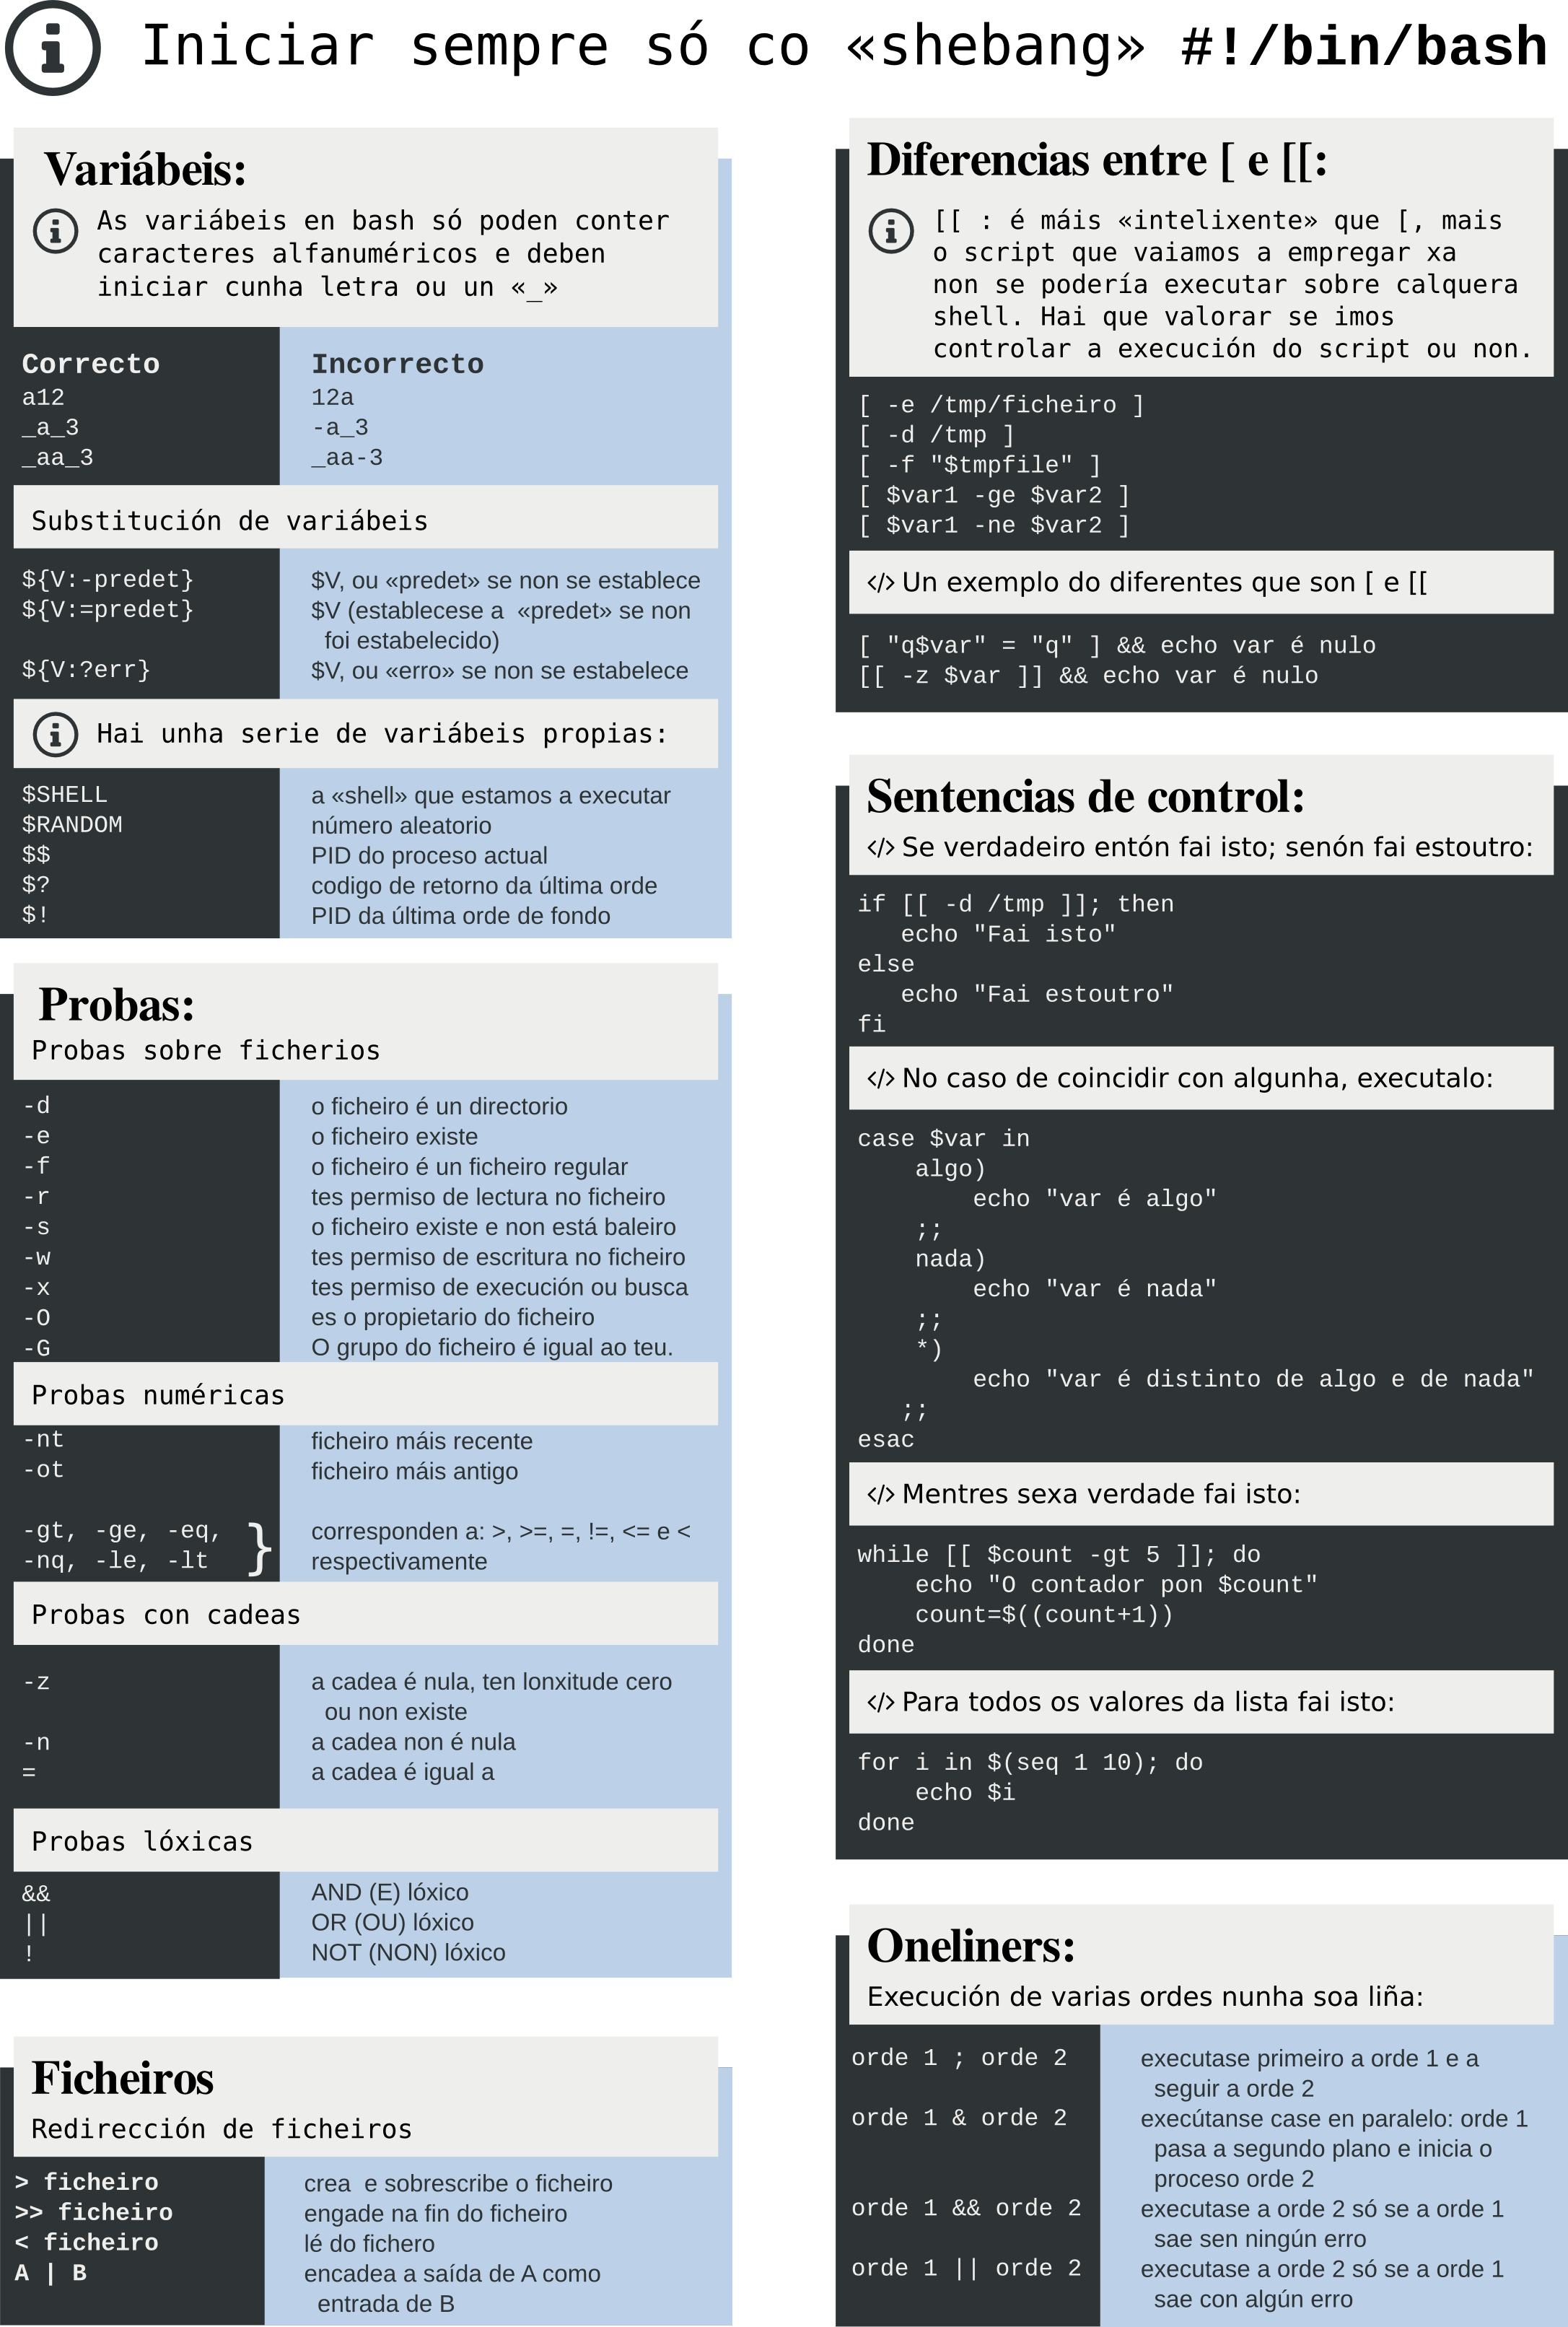 Iniciar sempre só co «shebang» #!/bin/bash
Variábeis:
As variábeis en bash só poden conter
caracteres alfanuméricos e deben
iniciar cunha letra ou un «_»
Correcto Incorrecto
a12 12a
_a_3 -a_3
_aa_3 _aa-3
Substitución de variábeis
${V:-predet} $V, ou «predet» se non se establece
${V:=predet} $V (establecese a «predet» se non
foi estabelecido)
${V:?err} $V, ou «erro» se non se estabelece
Hai unha serie de variábeis propias:
$SHELL a «shell» que estamos a executar
$RANDOM número aleatorio
$$ PID do proceso actual
$? codigo de retorno da última orde
$! PID da última orde de fondo
Probas:
Probas sobre ficherios
-d o ficheiro é un directorio
-e o ficheiro existe
-f o ficheiro é un ficheiro regular
-r tes permiso de lectura no ficheiro
-s o ficheiro existe e non está baleiro
-w tes permiso de escritura no ficheiro
-x tes permiso de execución ou busca
-O es o propietario do ficheiro
-G O grupo do ficheiro é igual ao teu.
Probas numéricas
-nt ficheiro máis recente
-ot ficheiro máis antigo
-gt, -ge, -eq, } corresponden a: >, >=, =, !=, <= e <
-nq, -le, -lt respectivamente
Probas con cadeas
-z a cadea é nula, ten lonxitude cero
ou non existe
-n a cadea non é nula
= a cadea é igual a
Probas lóxicas
&& AND (E) lóxico
|| OR (OU) lóxico
! NOT (NON) lóxico
Ficheiros
Redirección de ficheiros
> ficheiro crea e sobrescribe o ficheiro
>> ficheiro engade na fin do ficheiro
< ficheiro lé do fichero
A | B encadea a saída de A como
entrada de B
Diferencias entre [ e [[:
[[ : é máis «intelixente» que [, mais
o script que vaiamos a empregar xa
non se podería executar sobre calquera
shell. Hai que valorar se imos
controlar a execución do script ou non.
[ -e /tmp/ficheiro ]
[ -d /tmp ]
[ -f "$tmpfile" ]
[ $var1 -ge $var2 ]
[ $var1 -ne $var2 ]
</> Un exemplo do diferentes que son [ e [[
[ "q$var" = "q" ] && echo var é nulo
[[ -z $var ]] && echo var é nulo
Sentencias de control:
</> Se verdadeiro entón fai isto; senón fai estoutro:
if [[ -d /tmp ]]; then
echo "Fai isto"
else
echo "Fai estoutro"
fi
</> No caso de coincidir con algunha, executalo:
case $var in
algo)
echo "var é algo"
;;
nada)
echo "var é nada"
;;
*)
echo "var é distinto de algo e de nada"
;;
esac
</> Mentres sexa verdade fai isto:
while [[ $count -gt 5 ]]; do
echo "O contador pon $count"
count=$((count+1))
done
</> Para todos os valores da lista fai isto:
for i in $(seq 1 10); do
echo $i
done
Oneliners:
Execución de varias ordes nunha soa liña:
orde 1 ; orde 2 executase primeiro a orde 1 e a
seguir a orde 2
orde 1 & orde 2 execútanse case en paralelo: orde 1
pasa a segundo plano e inicia o
proceso orde 2
orde 1 && orde 2 executase a orde 2 só se a orde 1
sae sen ningún erro
orde 1 || orde 2 executase a orde 2 só se a orde 1
sae con algún erro